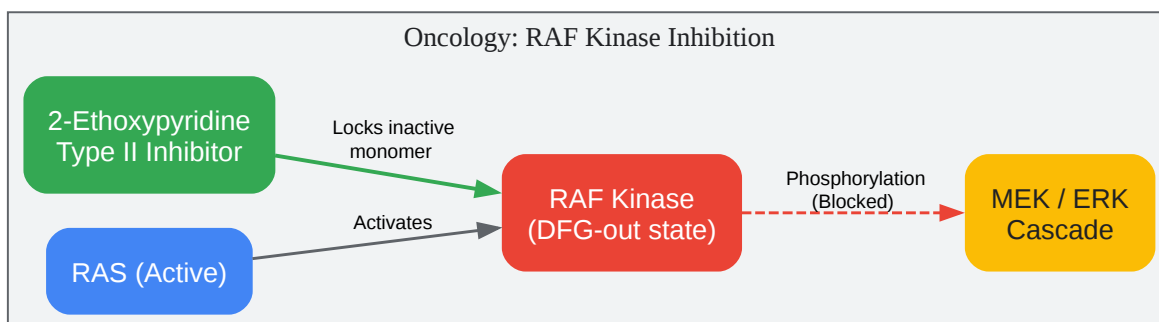 Oncology: RAF Kinase Inhibition
2-Ethoxypyridine
Type II Inhibitor
Locks inactive
monomer
RAS (Active)
Activates
RAF Kinase
(DFG-out state)
Phosphorylation
(Blocked)
MEK / ERK
Cascade